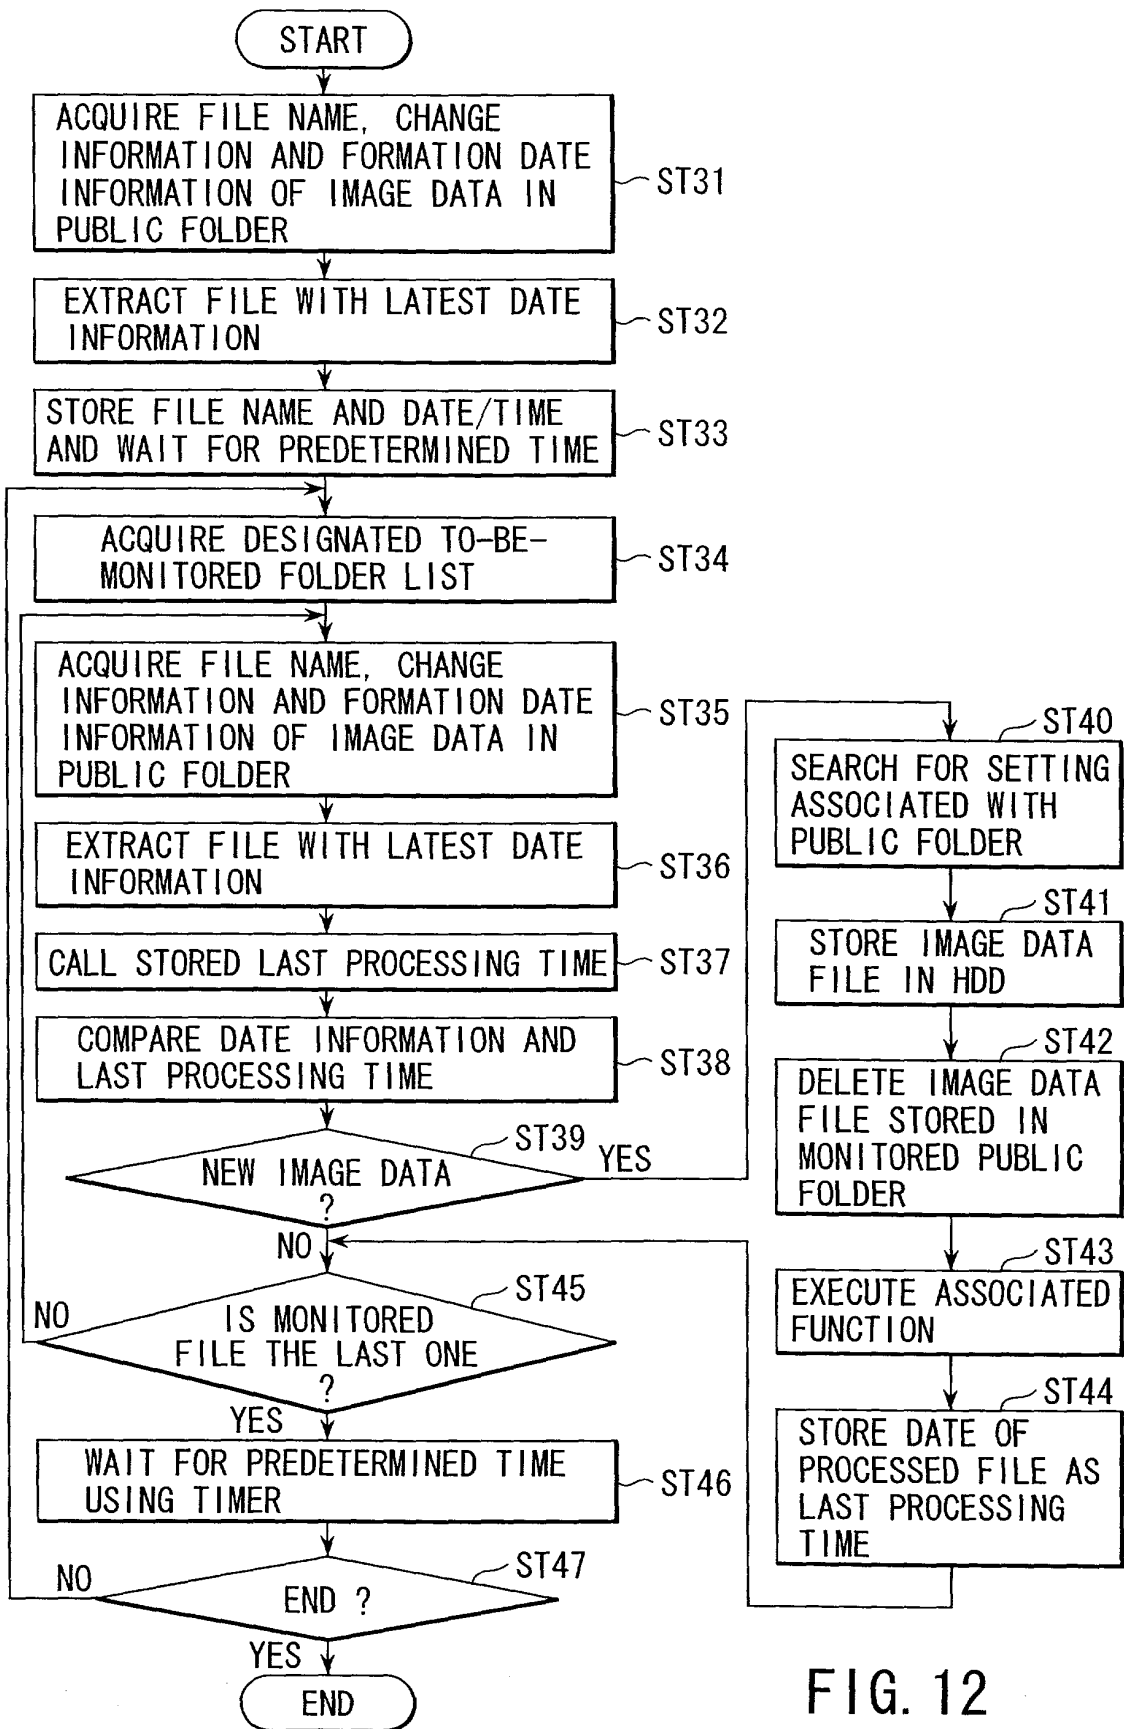 START
ACQUIRE FILE NAME, CHANGE
INFORMATION AND FORMATION DATE
INFORMATION OF IMAGE DATA IN
PUBLIC FOLDER
ST31
EXTRACT FILE WITH LATEST DATE
INFORMATION
ST32
STORE FILE NAME AND DATE/TIME
AND WAIT FOR PREDETERMINED TIME
ST33
ACQUIRE DESIGNATED TO-BE-
MONITORED FOLDER LIST
ST34
ACQUIRE FILE NAME, CHANGE
INFORMATION AND FORMATION DATE
INFORMATION OF IMAGE DATA IN
PUBLIC FOLDER
ST35
EXTRACT FILE WITH LATEST DATE
INFORMATION
ST36
CALL STORED LAST PROCESSING TIME
ST37
COMPARE DATE INFORMATION AND
LAST PROCESSING TIME
ST38
ST39
NEW IMAGE DATA
?
YES
NO
ST40
SEARCH FOR SETTING
ASSOCIATED WITH
PUBLIC FOLDER
ST41
STORE IMAGE DATA
FILE IN HDD
ST42
DELETE IMAGE DATA
FILE STORED IN
MONITORED PUBLIC
FOLDER
ST43
EXECUTE ASSOCIATED
FUNCTION
ST44
STORE DATE OF
PROCESSED FILE AS
LAST PROCESSING
TIME
ST45
IS MONITORED
FILE THE LAST ONE
?
NO
YES
WAIT FOR PREDETERMINED TIME
USING TIMER
ST46
ST47
END ?
NO
YES
END
FIG. 12